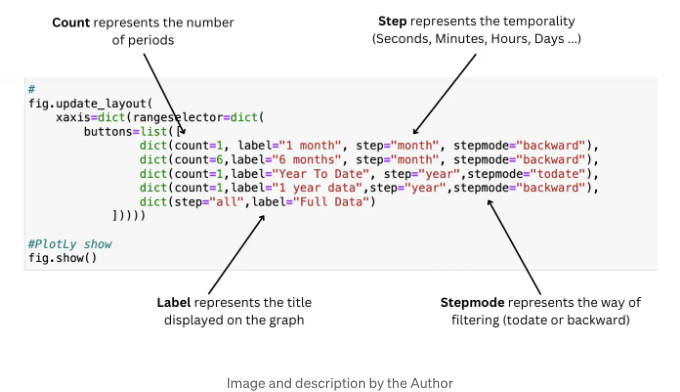 Count represents the number
of periods
Step represents the temporality
(Seconds, Minutes, Hours, Days ...)
#
fig.update_layout(
xaxis=dict(rangeselector=dict(
buttons=list([
dict(count=1, label="1 month", step="month", stepmode="backward"),
dict(count=6,label="6 months", step="month", stepmode="backward"),
dict(count=1,label="Year To Date", step="year",stepmode="todate"),
dict(count=1,label="1 year data",step="year",stepmode="backward"),
dict(step="all",label="Full Data")
]))))
#PlotLy show
fig.show()
Label represents the title
displayed on the graph
Stepmode represents the way of
filtering (todate or backward)
Image and description by the Author